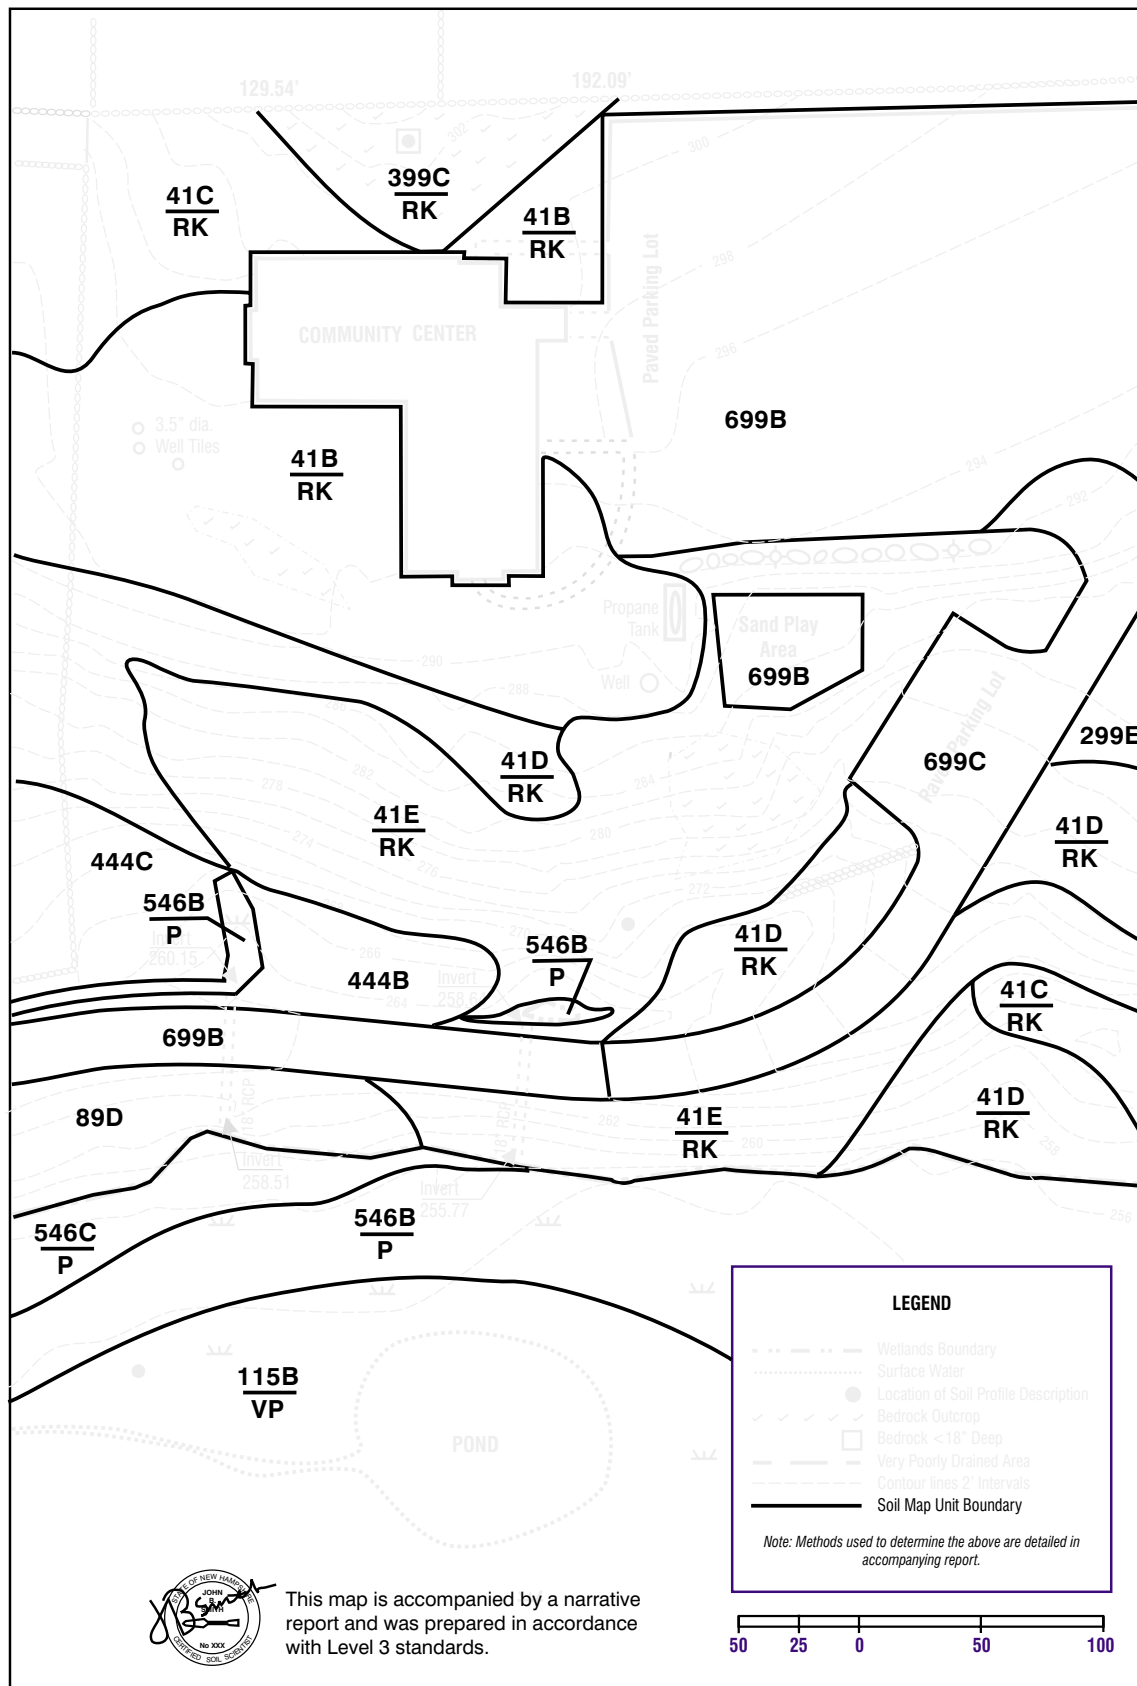 129.54'
192.09'
302
300
399C
RK
41C
RK
41B
RK
298
Paved Parking Lot
COMMUNITY CENTER
296
3.5" dia.
Well Tiles
699B
41B
RK
294
292
Propane
Tank
Sand Play
Area
699B
290
Well
288
286
299E
41D
RK
699C
282
284
278
41E
RK
280
41D
RK
274
276
444C
272
546B
P
Invert
260.15
270
546B
P
41D
RK
266
444B
Invert
264
41C
RK
699B
89D
18" RCP
18" RCP
262
41E
RK
260
41D
RK
258
Invert
258.51
Invert
255.77
256
546C
P
546B
P
115B
VP
POND
LEGEND
Wetlands Boundary
Surface Water
Location of Soil Profile Description
Bedrock Outcrop
Bedrock <18" Deep
Very Poorly Drained Area
Contour lines 2' Intervals
Soil Map Unit Boundary
Note: Methods used to determine the above are detailed in
accompanying report.
STATE OF NEW HAMPSHIRE
JOHN
B.
SMITH
No XXX
CERTIFIED SOIL SCIENTIST
This map is accompanied by a narrative
report and was prepared in accordance
with Level 3 standards.
50 25 0 50 100